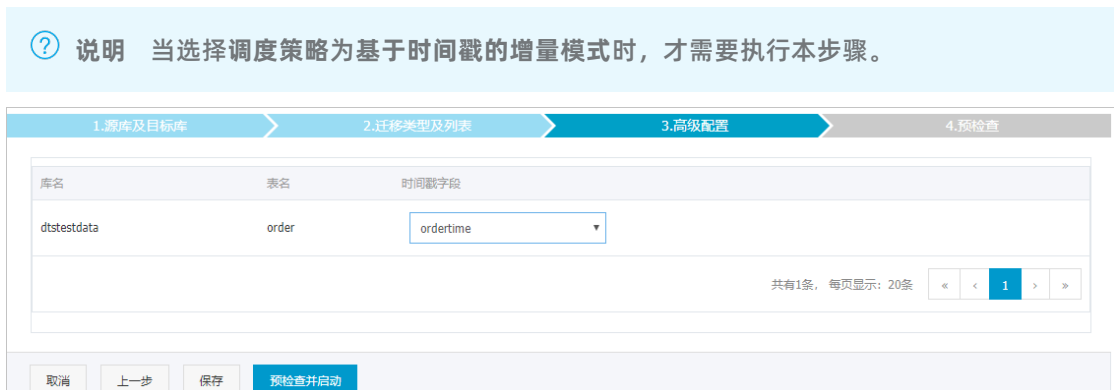 说明 当选择调度策略为基于时间戳的增量模式时，才需要执行本步骤。
1.源库及目标库 2.迁移类型及列表 3.高级配置 4.预检查
库名 表名 时间戳字段
dtstestdata order ordertime
共有1条， 每页显示：20条 « ‹ 1 › »
取消 上一步 保存 预检查并启动